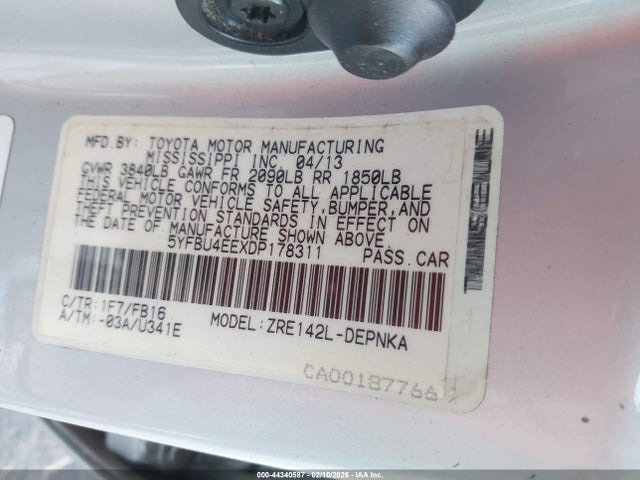 MFD.BY: TOYOTA MOTOR MANUFACTURING
MISSISSIPPI INC. 04/13
GVWR 3840LB GAWR FR 2090LB RR 1850LB
THIS VEHICLE CONFORMS TO ALL APPLICABLE
FEDERAL MOTOR VEHICLE SAFETY,BUMPER,AND
THEFT PREVENTION STANDARDS IN EFFECT ON
THE DATE OF MANUFACTURE SHOWN ABOVE.
5YFBU4EEXDP178311 PASS.CAR
C/TR:1F7/FB16
A/TM:-03A/U341E MODEL:ZRE142L-DEPNKA
CA00187766
000-44340587 - 02/10/2026 - IAA Inc.